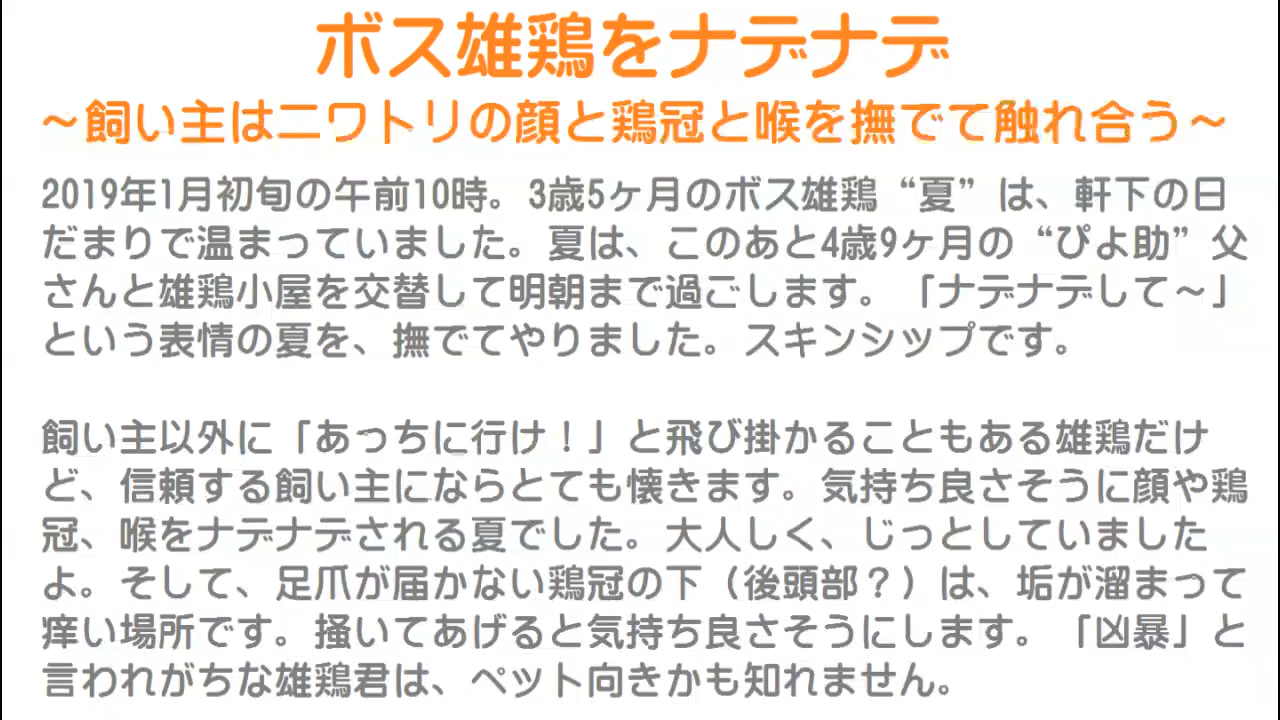 ボス雄鶏をナデナデ
～飼い主はニワトリの顔と鶏冠と喉を撫でて触れ合う～
2019年1月初旬の午前10時。3歳5ヶ月のボス雄鶏“夏”は、軒下の日
だまりで温まっていました。夏は、このあと4歳9ヶ月の“ぴよ助”父
さんと雄鶏小屋を交替して明朝まで過ごします。「ナデナデして～」
という表情の夏を、撫でてやりました。スキンシップです。
飼い主以外に「あっちに行け！」と飛び掛かることもある雄鶏だけ
ど、信頼する飼い主にならとても懐きます。気持ち良さそうに顔や鶏
冠、喉をナデナデされる夏でした。大人しく、じっとしていました
よ。そして、足爪が届かない鶏冠の下（後頭部？）は、垢が溜まって
痒い場所です。掻いてあげると気持ち良さそうにします。「凶暴」と
言われがちな雄鶏君は、ペット向きかも知れません。